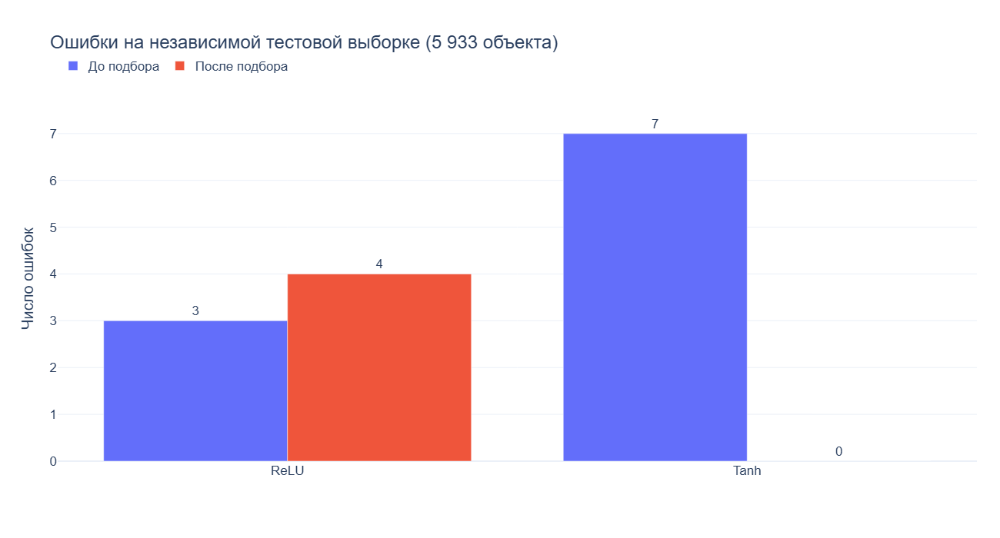 Ошибки на независимой тестовой выборке (5 933 объекта)
До подбора После подбора
Число ошибок
7
6
5
4
3
2
1
0
3
4
7
0
ReLU
Tanh